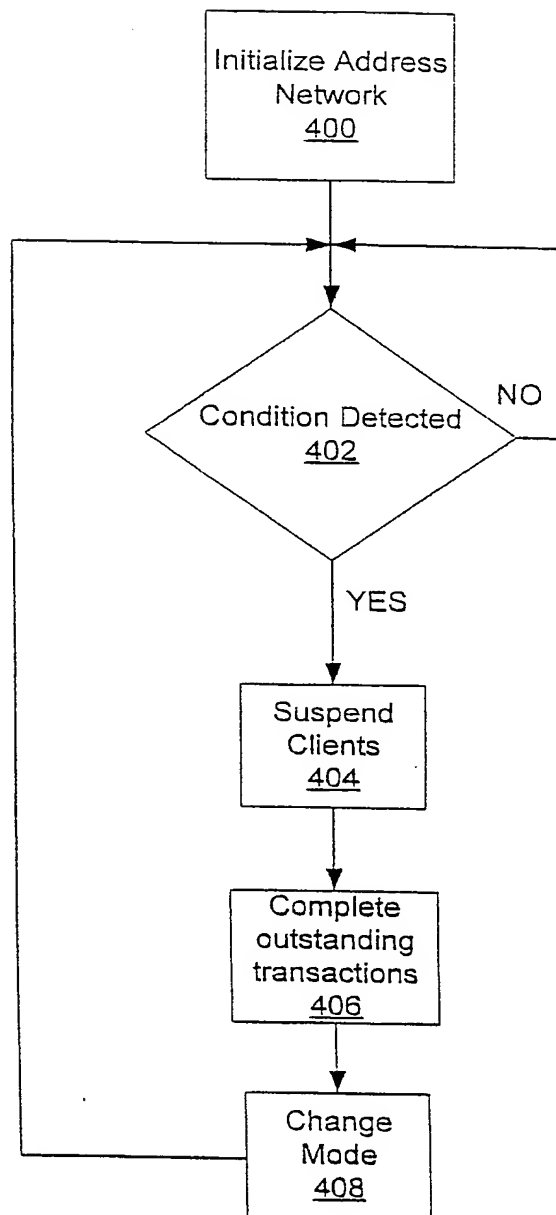 Initialize Address
Network
400
Condition Detected
402
NO
YES
Suspend
Clients
404
Complete
outstanding
transactions
406
Change
Mode
408